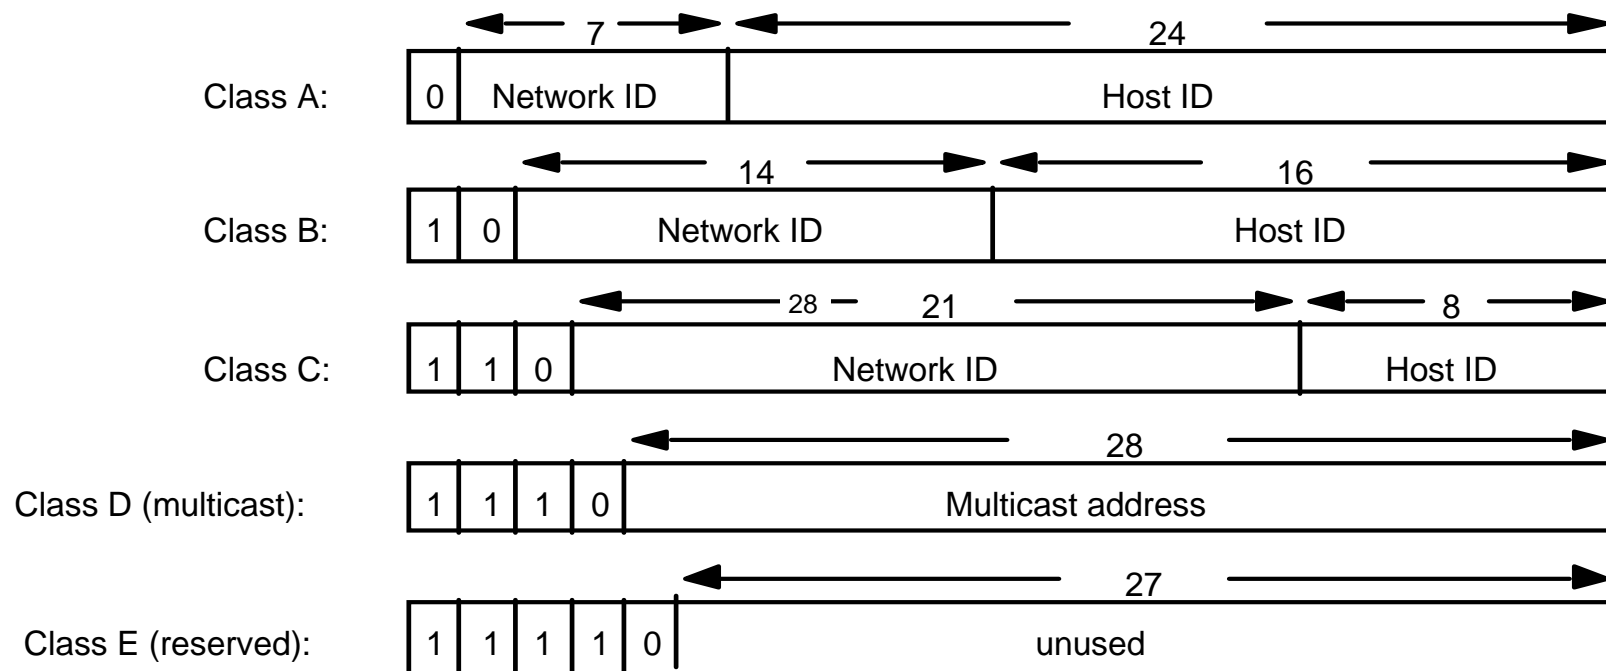 7 24
Class A: 0 Network ID Host ID
14 16
Class B: 1 0 Network ID Host ID
28 21 8
Class C: 1 1 0 Network ID Host ID
28
Class D (multicast): 1 1 1 0 Multicast address
27
Class E (reserved): 1 1 1 1 0 unused